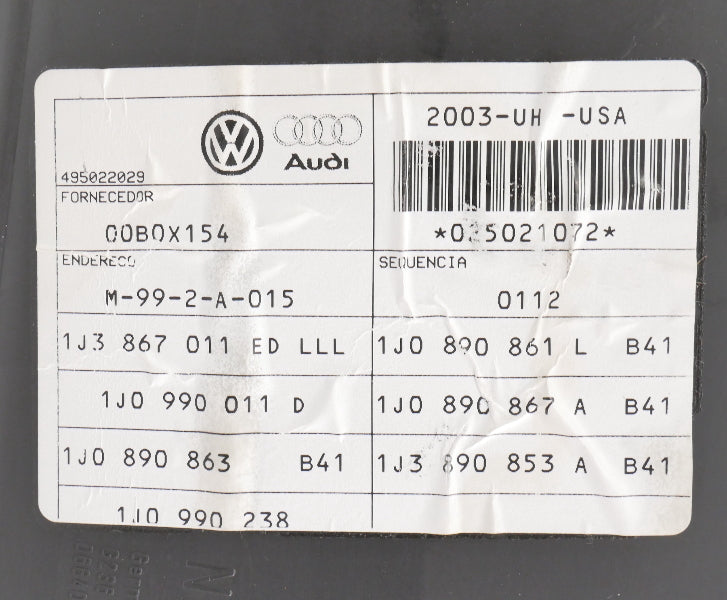 Audi
495022029
2003-UH -USA
FORNECEDOR
00B0X154
*025021072*
ENDERECO
M-99-2-A-015
SEQUENCIA
0112
1J3 867 011 ED LLL
1J0 890 861 L B41
1J0 990 011 D
1J0 890 867 A B41
1J0 890 863 B41
1J3 890 853 A B41
1J0 990 238
N